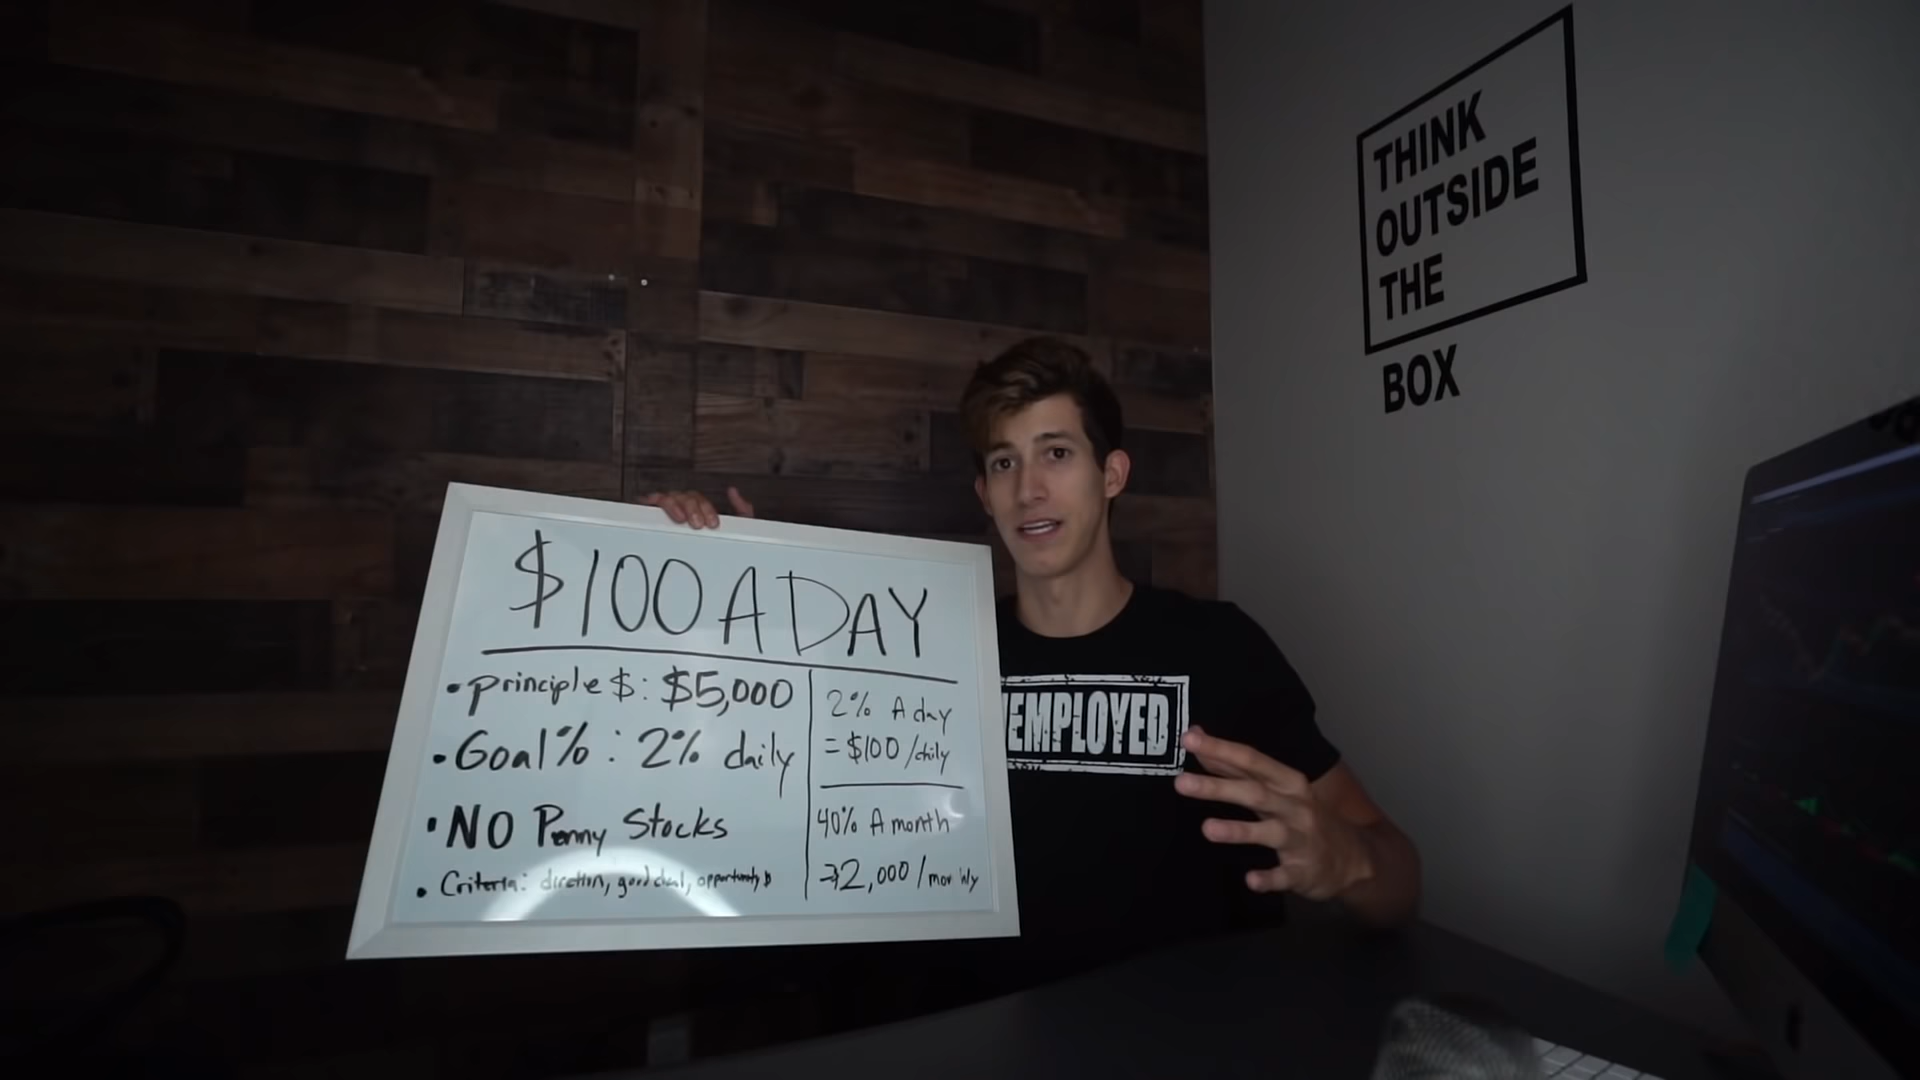 $100 A DAY
• principle $: $5,000
• Goal% : 2% daily
• NO Penny Stocks
• Criteria: direction, good deal, opportunity $
2% A day
= $100/daily
40% A month
2,000/monthly
EMPLOYED
THINK
OUTSIDE
THE
BOX